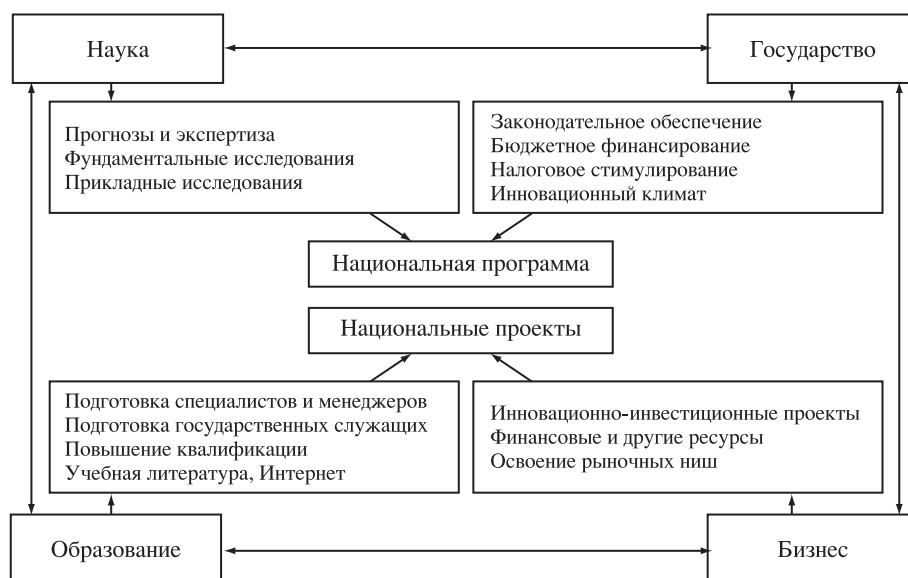 Наука
Государство
Прогнозы и экспертиза
Фундаментальные исследования
Прикладные исследования
Законодательное обеспечение
Бюджетное финансирование
Налоговое стимулирование
Инновационный климат
Национальная программа
Национальные проекты
Подготовка специалистов и менеджеров
Подготовка государственных служащих
Повышение квалификации
Учебная литература, Интернет
Инновационно-инвестиционные проекты
Финансовые и другие ресурсы
Освоение рыночных ниш
Образование
Бизнес